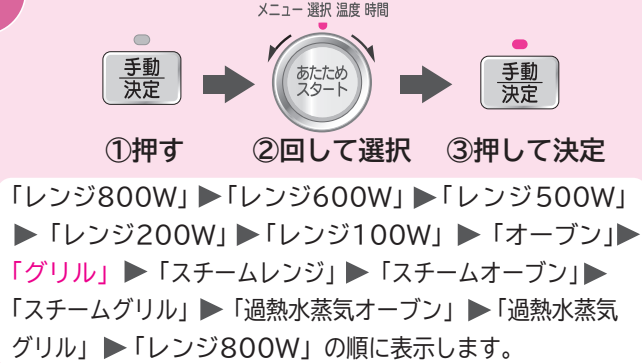 メニュー 選択 温度 時間
手動
決定
あたため
スタート
手動
決定
①押す
②回して選択
③押して決定
「レンジ800W」▶「レンジ600W」▶「レンジ500W」
▶「レンジ200W」▶「レンジ100W」▶「オーブン」▶
「グリル」▶「スチームレンジ」▶「スチームオーブン」▶
「スチームグリル」▶「過熱水蒸気オーブン」▶「過熱水蒸気
グリル」▶「レンジ800W」の順に表示します。